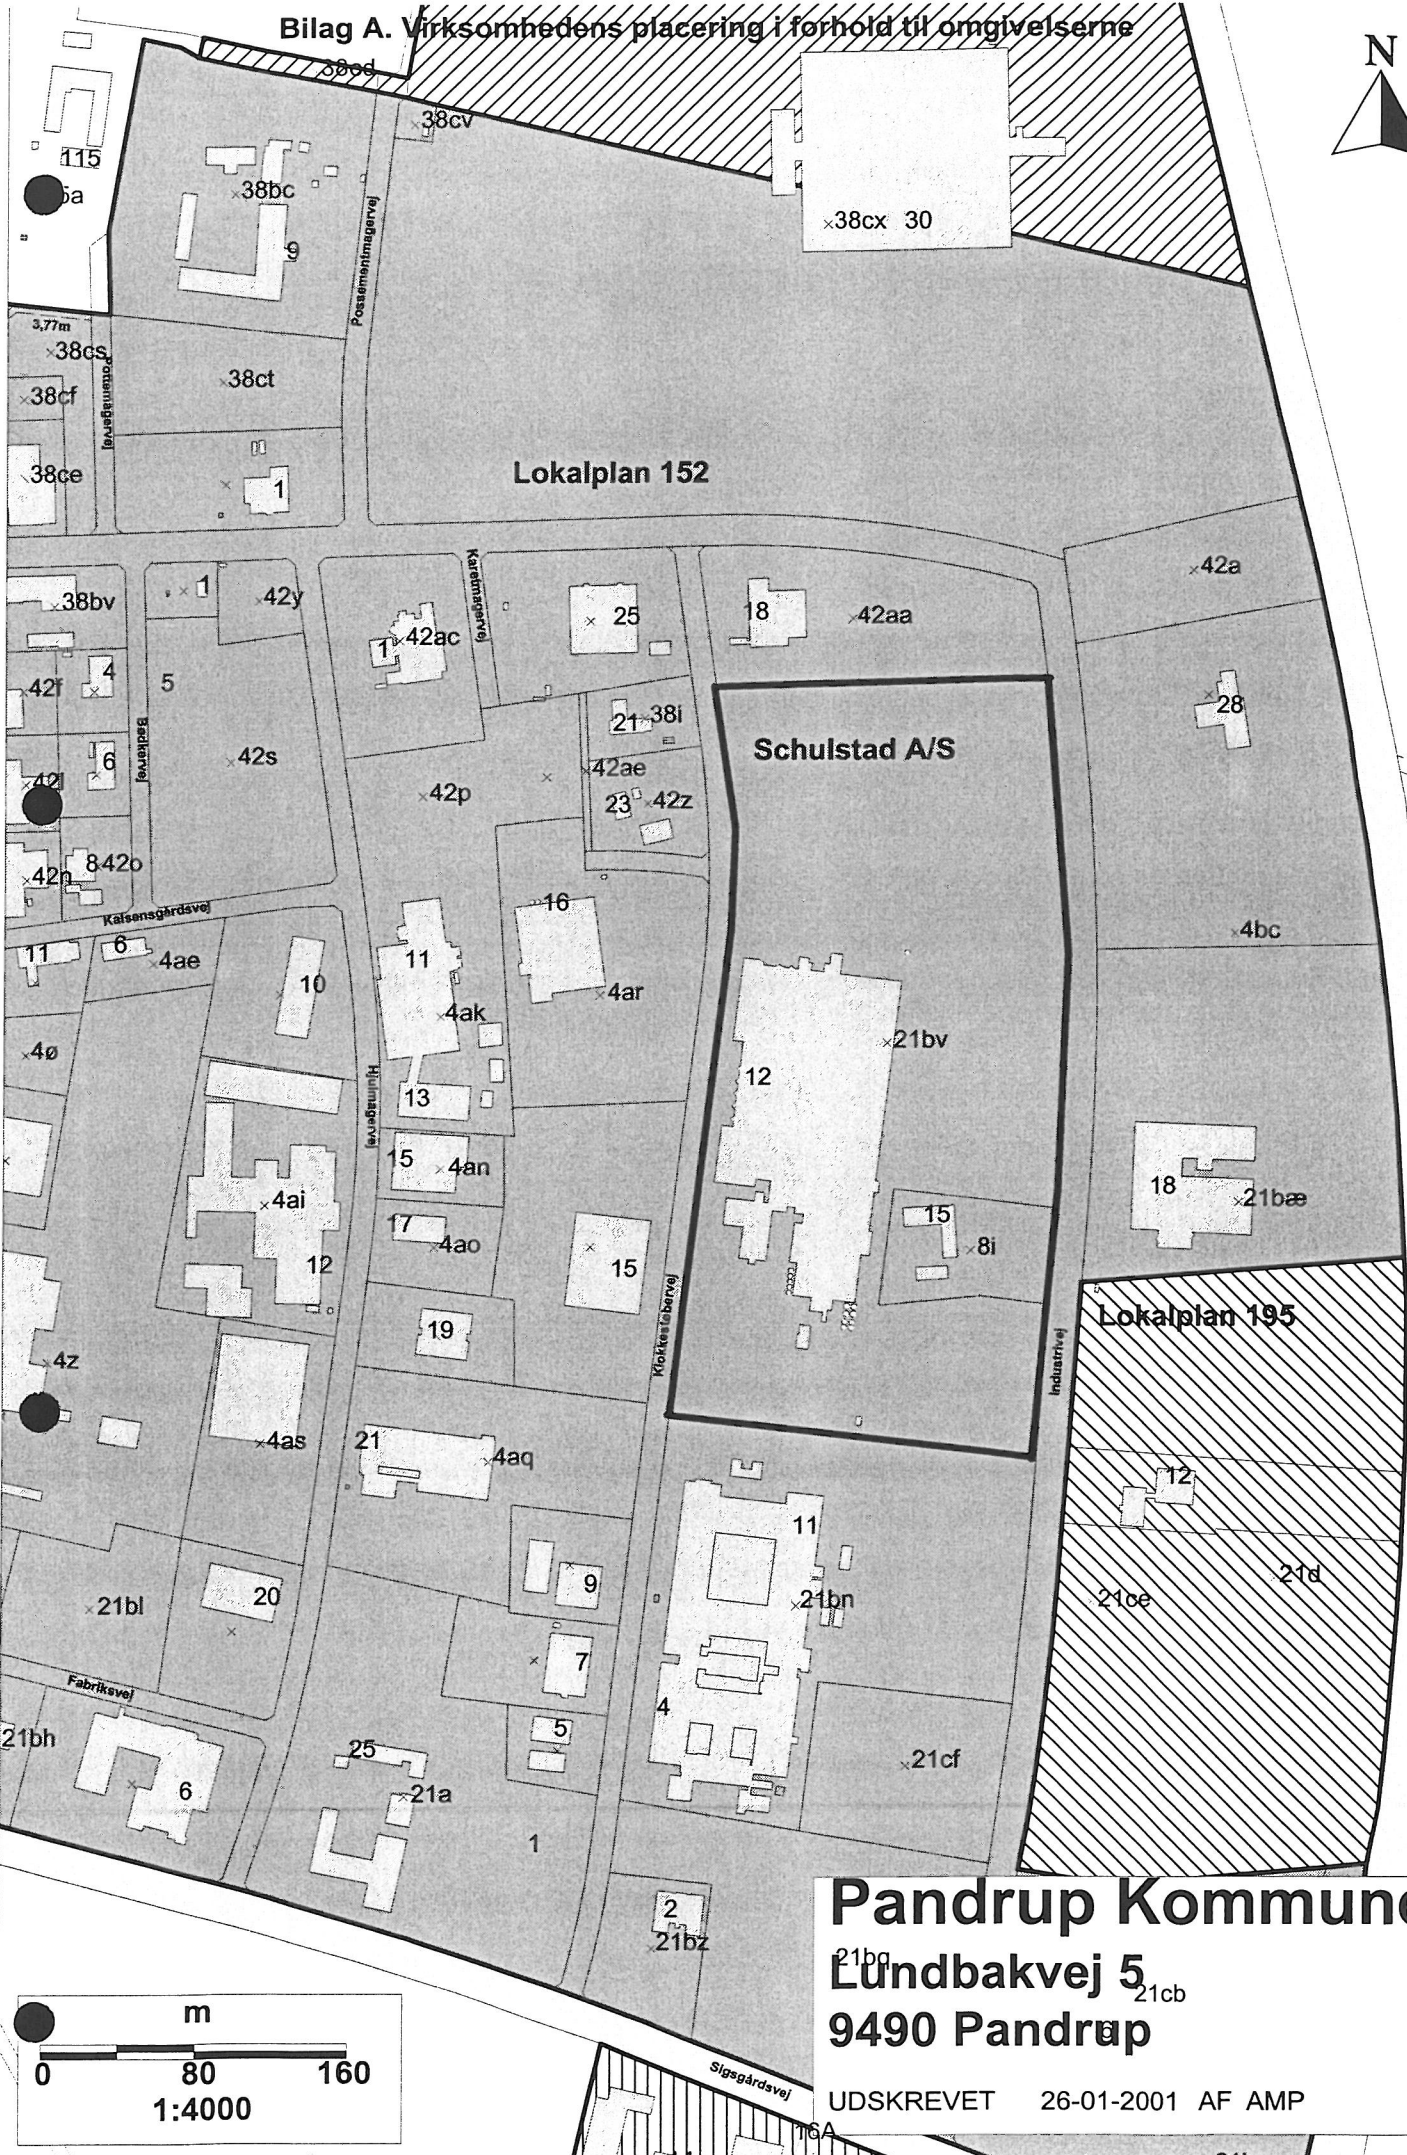 Bilag A. Virksomhedens placering i forhold til omgivelserne
N
38cd
38cv
115
5a
38bc
9
38cx 30
Possementmagervej
3,77m
38cs
38ct
38cf
Pottemagervej
38ce
1
Lokalplan 152
Karetmagervej
42a
38bv
1
42y
42ac
1
25
18
42aa
42f
4
5
21
38i
28
Schulstad A/S
Bødkervej
42s
6
42ae
42p
23
42z
8
42o
42n
16
Kalsensgårdsvej
4bc
11
6
4ae
10
11
4ar
4ak
21bv
4ø
12
Hjulmagervej
13
15
4an
18
21bæ
4ai
17
4ao
15
8i
12
15
19
Klokkestøbervej
Lokalplan 195
Industrivej
4z
21
4as
4aq
12
11
9
21d
21bl
20
21bn
21ce
7
Fabriksvej
4
21bh
5
25
21cf
6
21a
1
2
21bz
Pandrup Kommune
21bq
Lundbakvej 5
21cb
9490 Pandrup
m
0 80 160
1:4000
Sigsgårdsvej
UDSKREVET 26-01-2001 AF AMP
16A